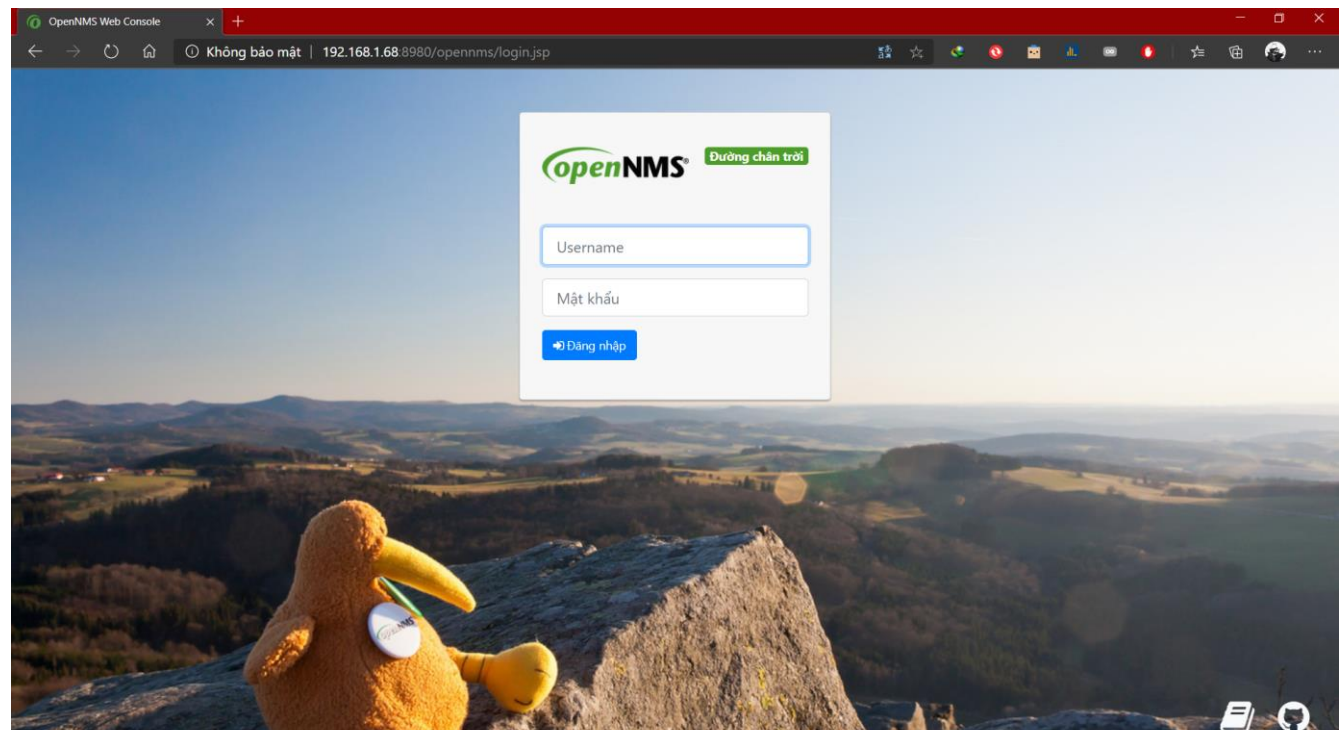 OpenNMS Web Console
Không bảo mật | 192.168.1.68:8980/opennms/login.jsp
openNMS® Đường chân trời
Username
Mật khẩu
Đăng nhập
openNMS